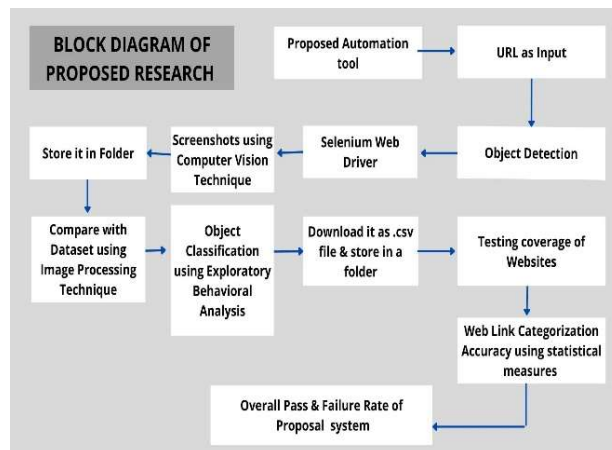 BLOCK DIAGRAM OF
PROPOSED RESEARCH
Proposed Automation
tool
URL as Input
Object Detection
Selenium Web
Driver
Screenshots using
Computer Vision
Technique
Store it in Folder
Compare with
Dataset using
Image Processing
Technique
Object
Classification
using Exploratory
Behavioral
Analysis
Download it as .csv
file & store in a
folder
Testing coverage of
Websites
Web Link Categorization
Accuracy using statistical
measures
Overall Pass & Failure Rate of
Proposal system